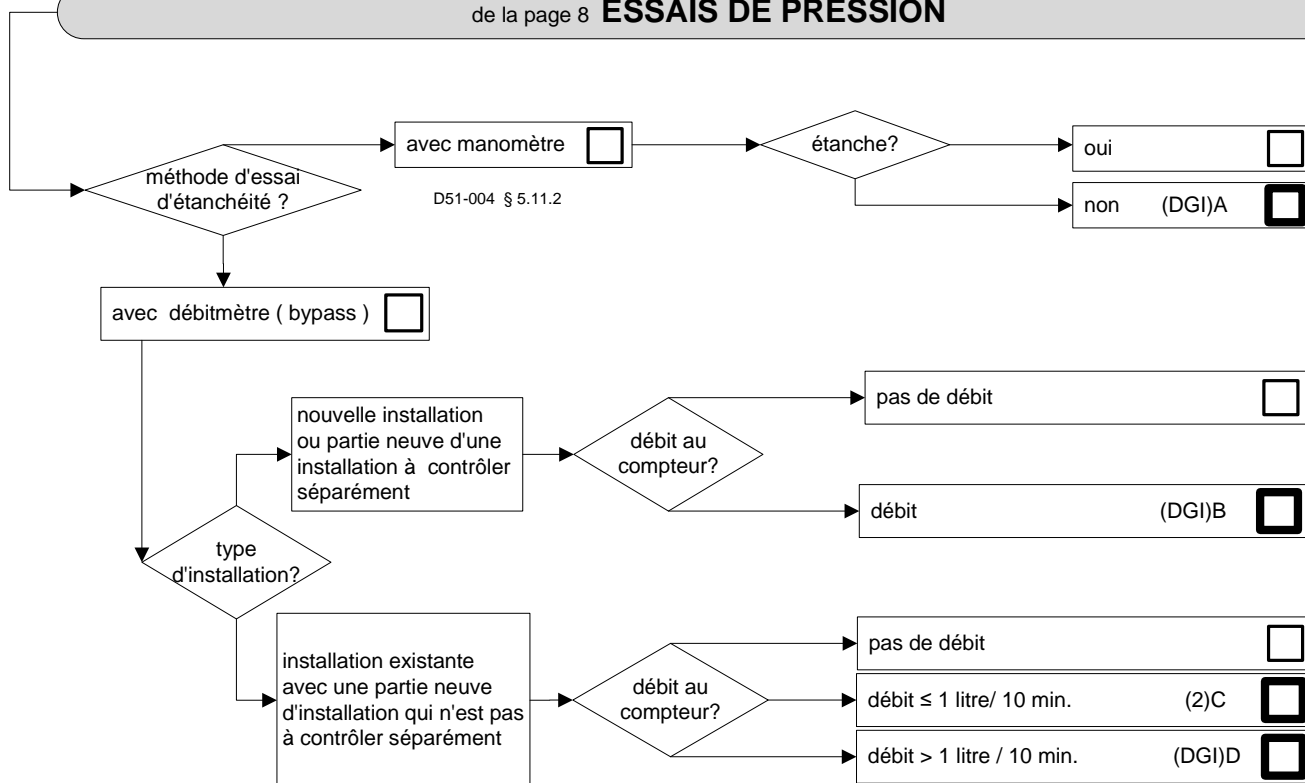 de la page 8 ESSAIS DE PRESSION
avec manomètre
étanche?
oui
méthode d'essai
d'étanchéité ?
D51-004 § 5.11.2
non (DGI)A
avec débitmètre ( bypass )
nouvelle installation
ou partie neuve d'une
installation à contrôler
séparément
débit au
compteur?
pas de débit
débit (DGI)B
type
d'installation?
installation existante
avec une partie neuve
d'installation qui n'est pas
à contrôler séparément
débit au
compteur?
pas de débit
débit ≤ 1 litre/ 10 min. (2)C
débit > 1 litre / 10 min. (DGI)D